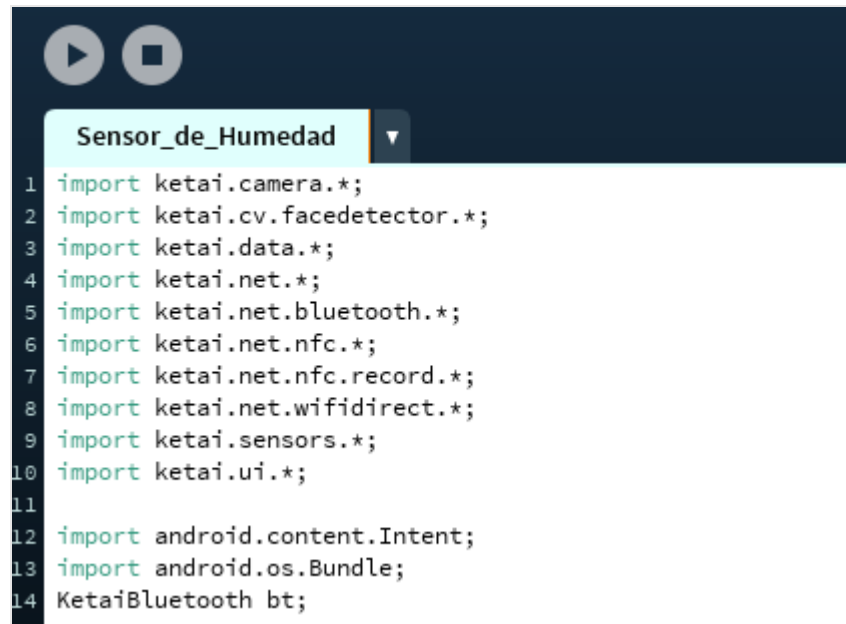 Sensor_de_Humedad
1 import ketai.camera.*;
2 import ketai.cv.facedetector.*;
3 import ketai.data.*;
4 import ketai.net.*;
5 import ketai.net.bluetooth.*;
6 import ketai.net.nfc.*;
7 import ketai.net.nfc.record.*;
8 import ketai.net.wifidirect.*;
9 import ketai.sensors.*;
10 import ketai.ui.*;
11
12 import android.content.Intent;
13 import android.os.Bundle;
14 KetaiBluetooth bt;